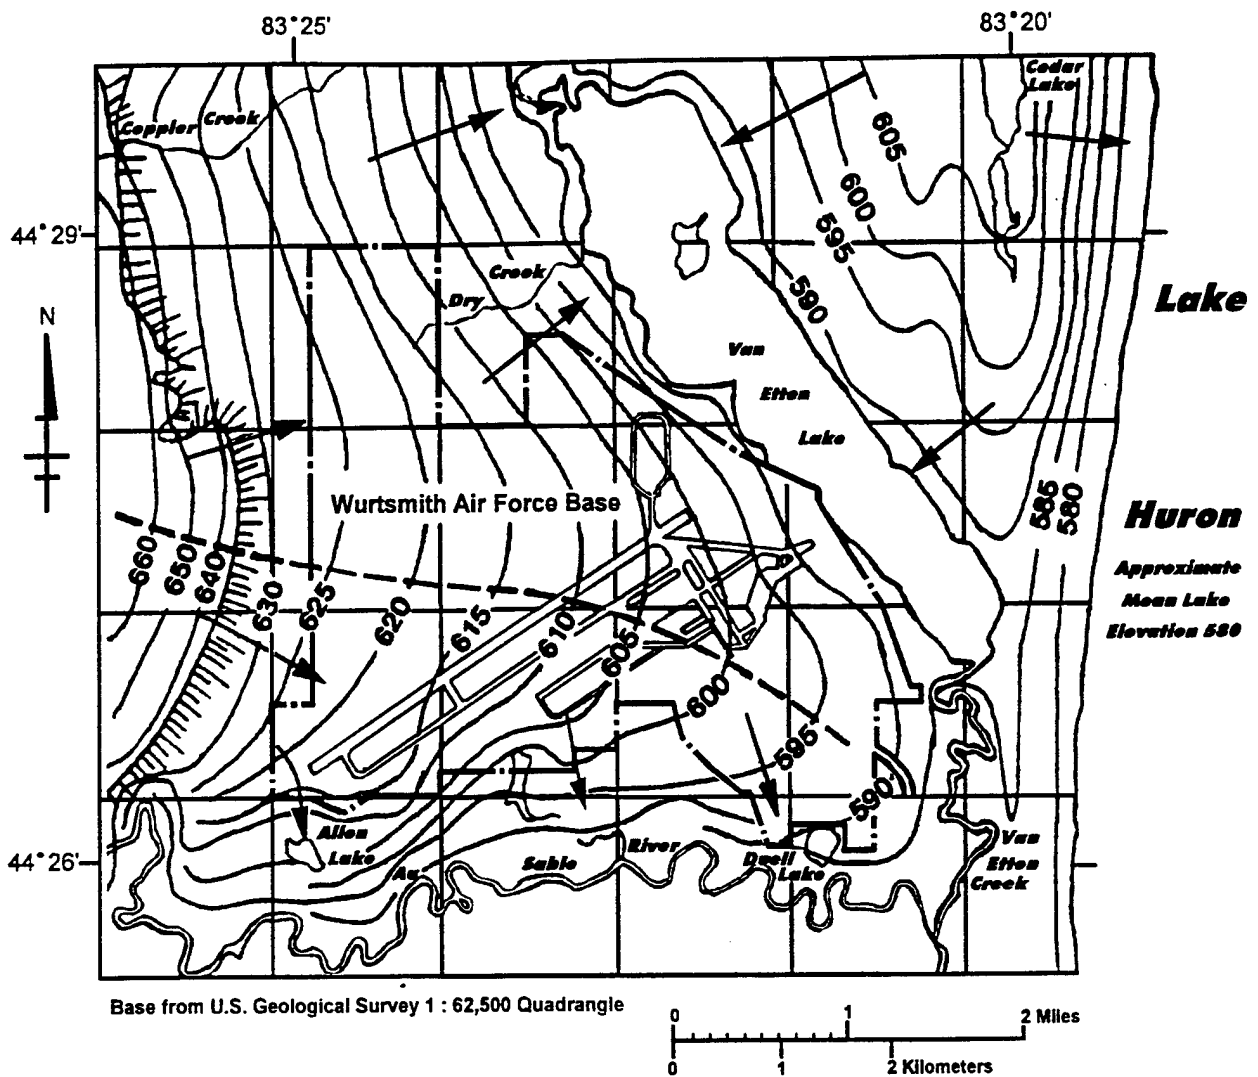 83°25'
83°20'
Cedar
Lake
Coppler Creek
605
600
595
44°29'
Creek
Dry
590
Lake
N
Van
Etten
Lake
Wurtsmith Air Force Base
585
580
Huron
Approximate
Mean Lake
Elevation 580
660
650
640
630
625
620
615
610
605
600
595
590'
Allen
Lake
Au
Sable
River
Duell
Lake
Van
Etten
Creek
44°26'
Base from U.S. Geological Survey 1 : 62,500 Quadrangle
0 1 2 Miles
0 1 2 Kilometers